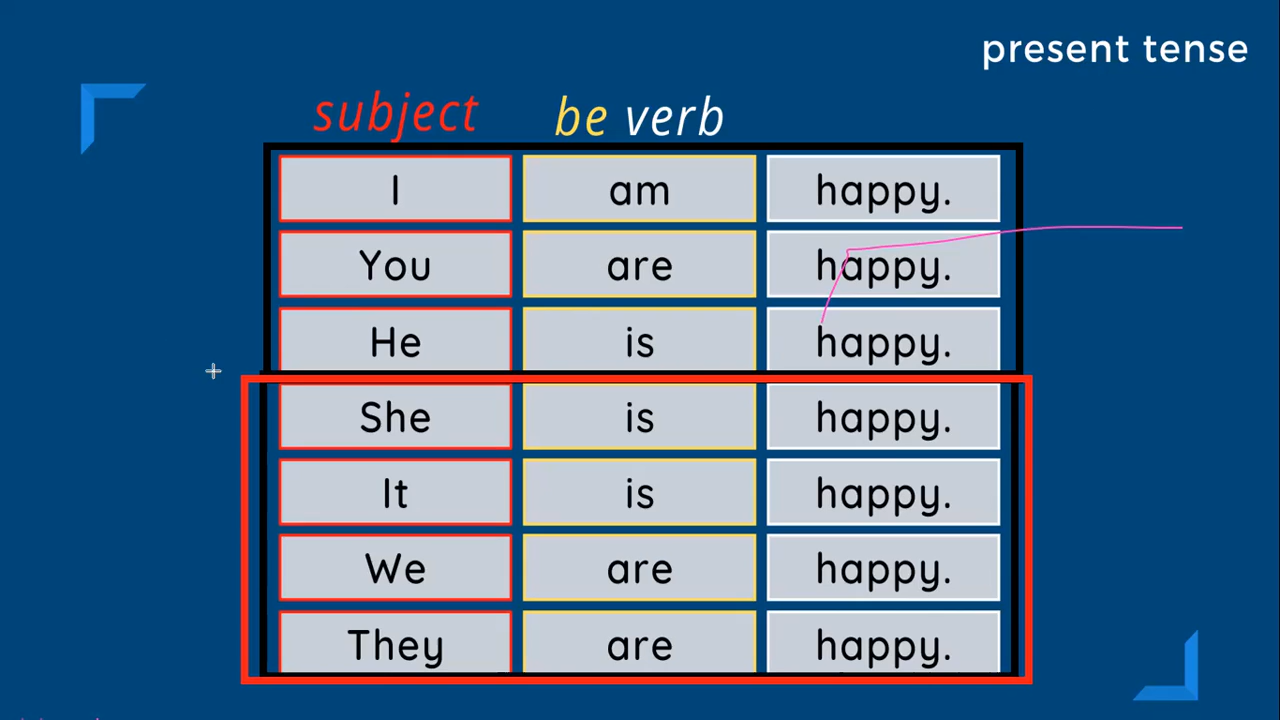 present tense
subject be verb
I am happy.
You are happy.
He is happy.
She is happy.
It is happy.
We are happy.
They are happy.